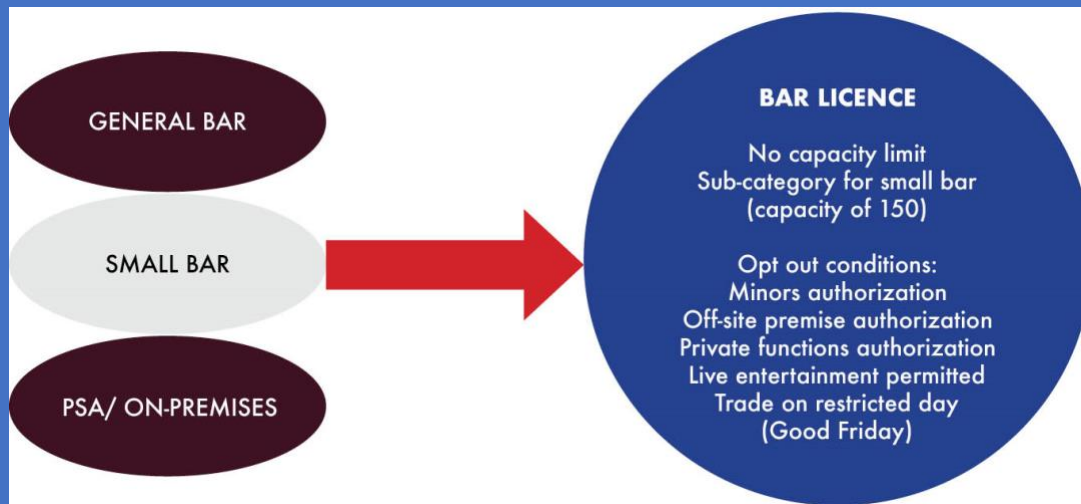 GENERAL BAR
SMALL BAR
PSA/ ON-PREMISES
BAR LICENCE
No capacity limit
Sub-category for small bar
(capacity of 150)
Opt out conditions:
Minors authorization
Off-site premise authorization
Private functions authorization
Live entertainment permitted
Trade on restricted day
(Good Friday)